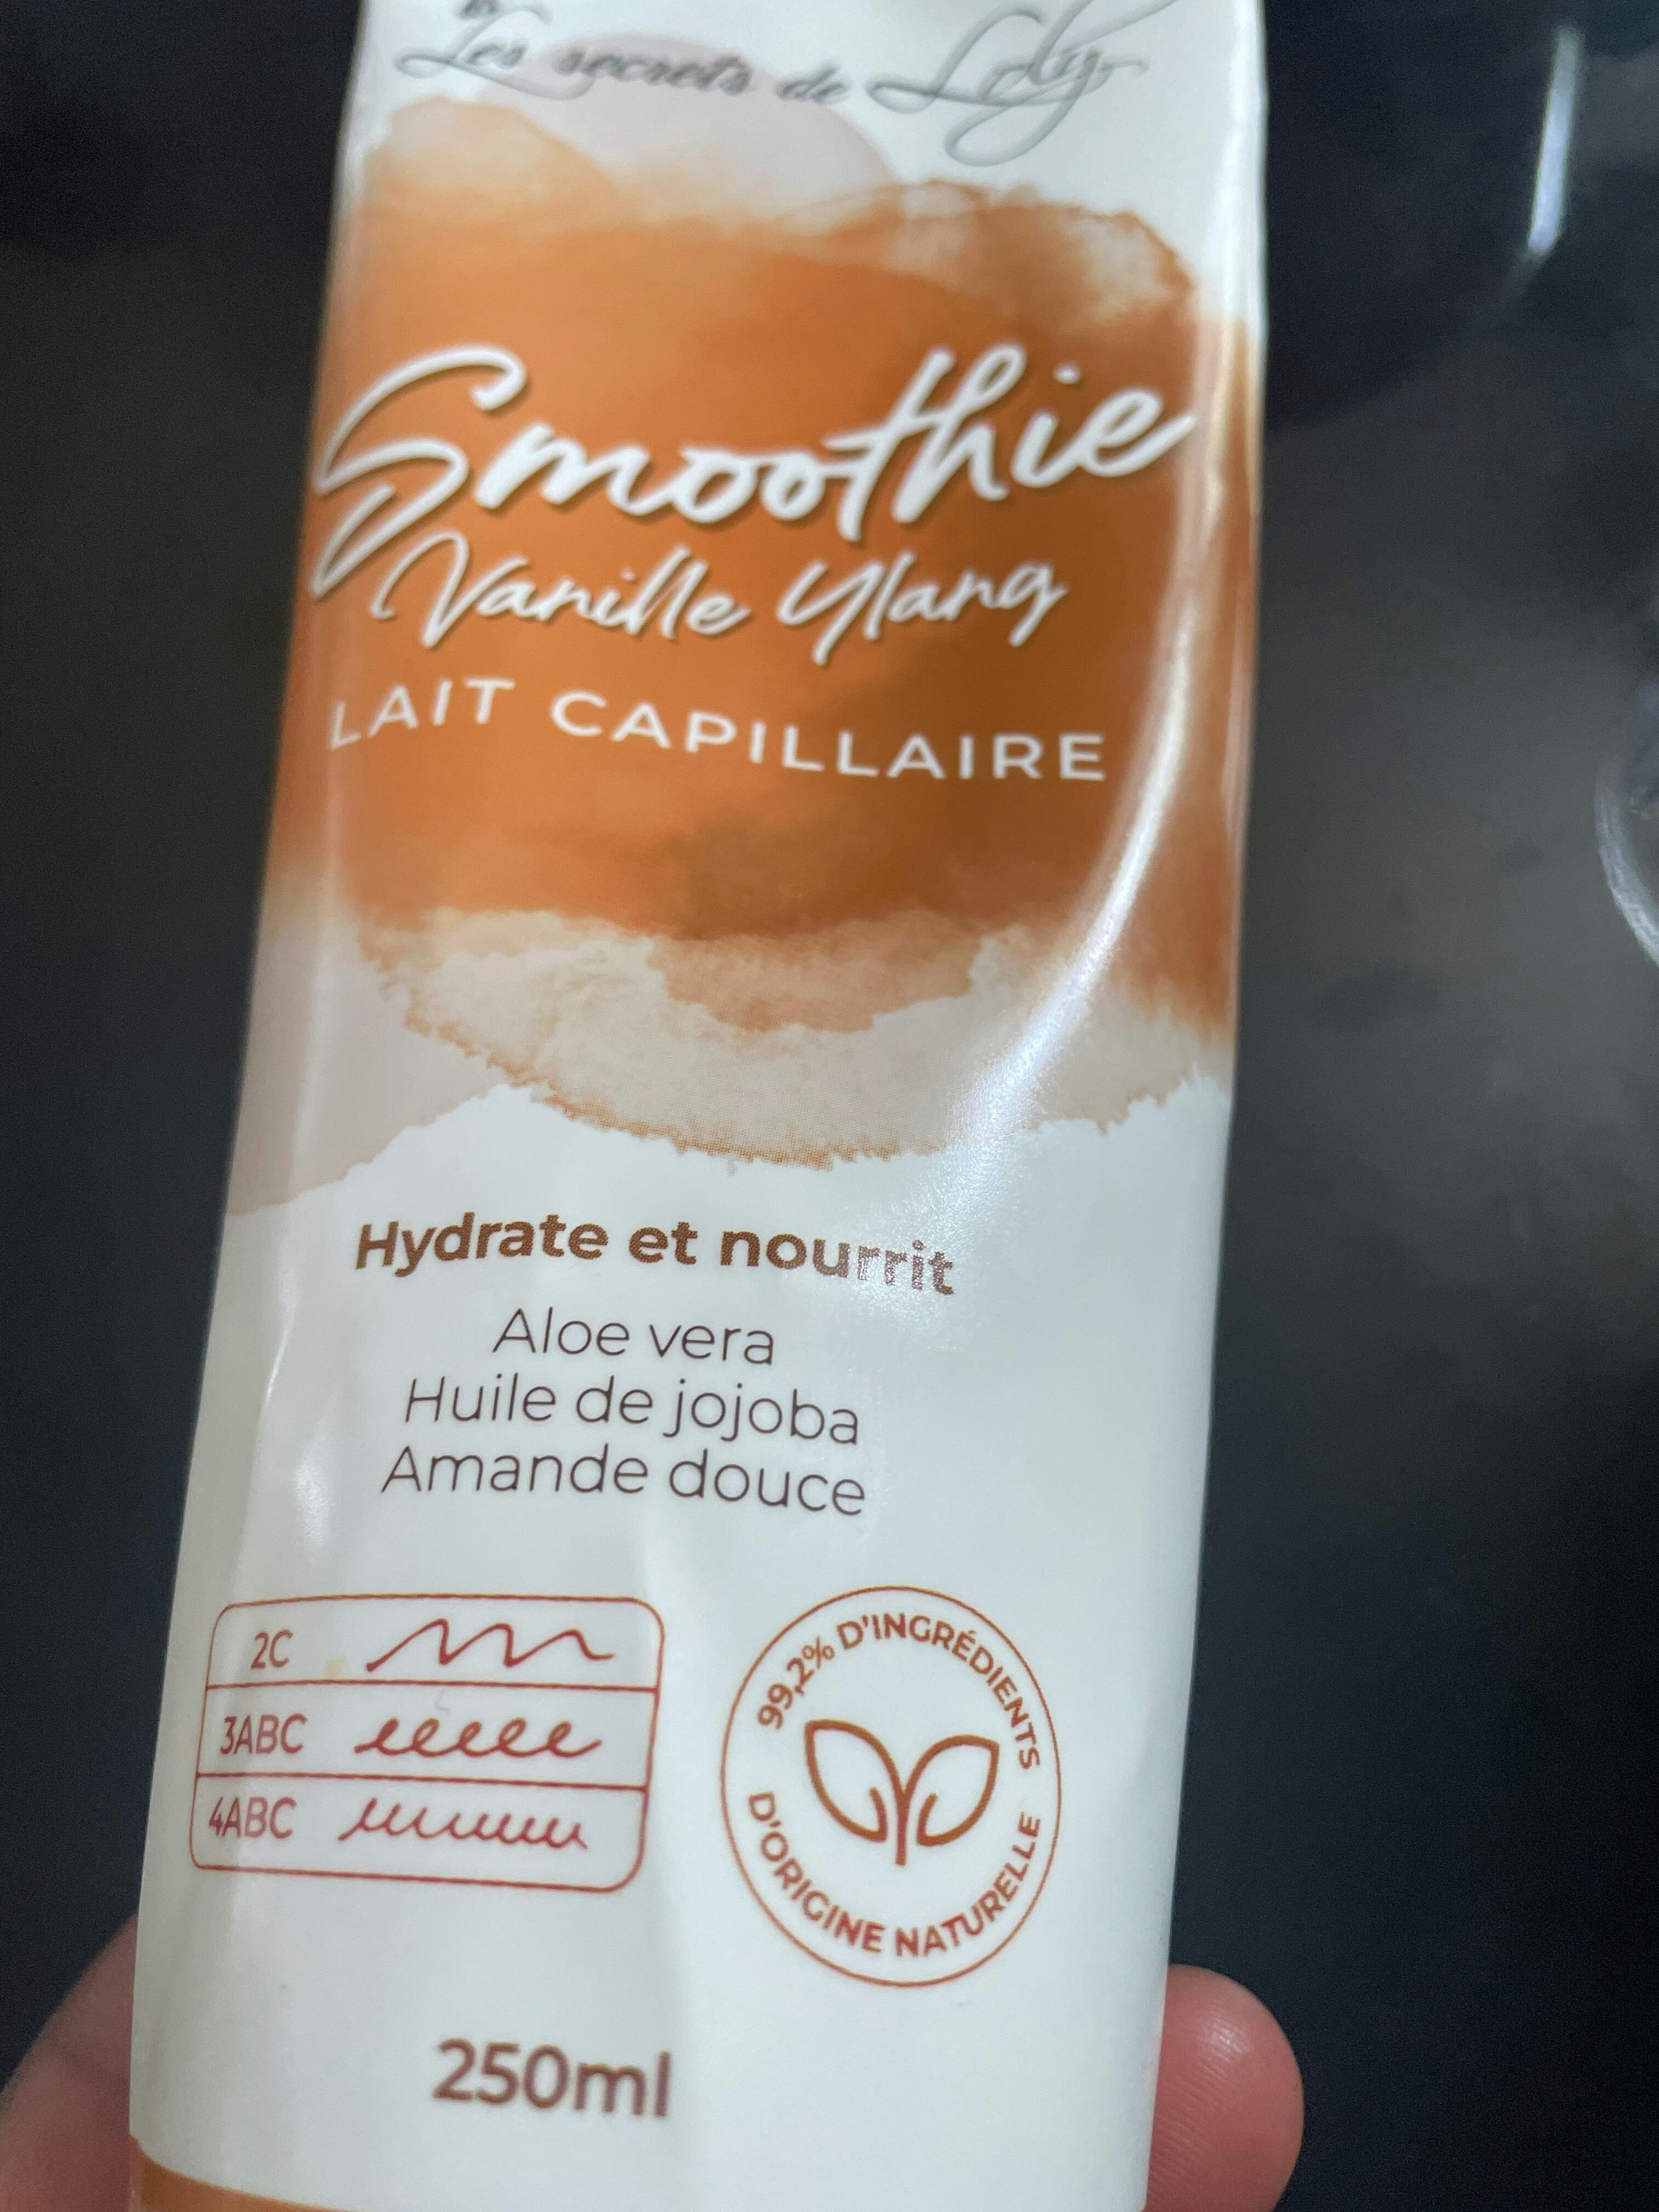 Les secrets de Loly
Smoothie
Vanille Ylang
LAIT CAPILLAIRE
Hydrate et nourrit
Aloe vera
Huile de jojoba
Amande douce
2C
3ABC
4ABC
99,2% D'INGRÉDIENTS
D'ORIGINE NATURELLE
250ml